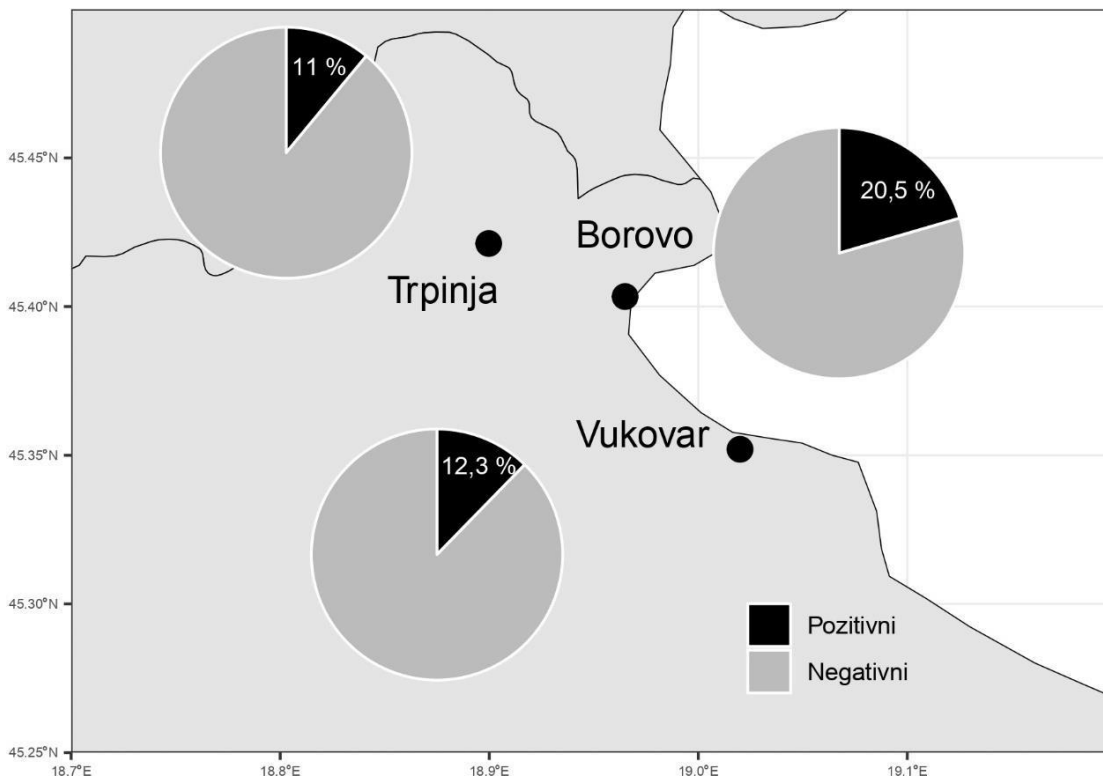 11 %
45.45°N
20,5 %
Borovo
Trpinja
45.40°N
Vukovar
45.35°N
12,3 %
45.30°N
Pozitivni
Negativni
45.25°N
18.7°E
18.8°E
18.9°E
19.0°E
19.1°E